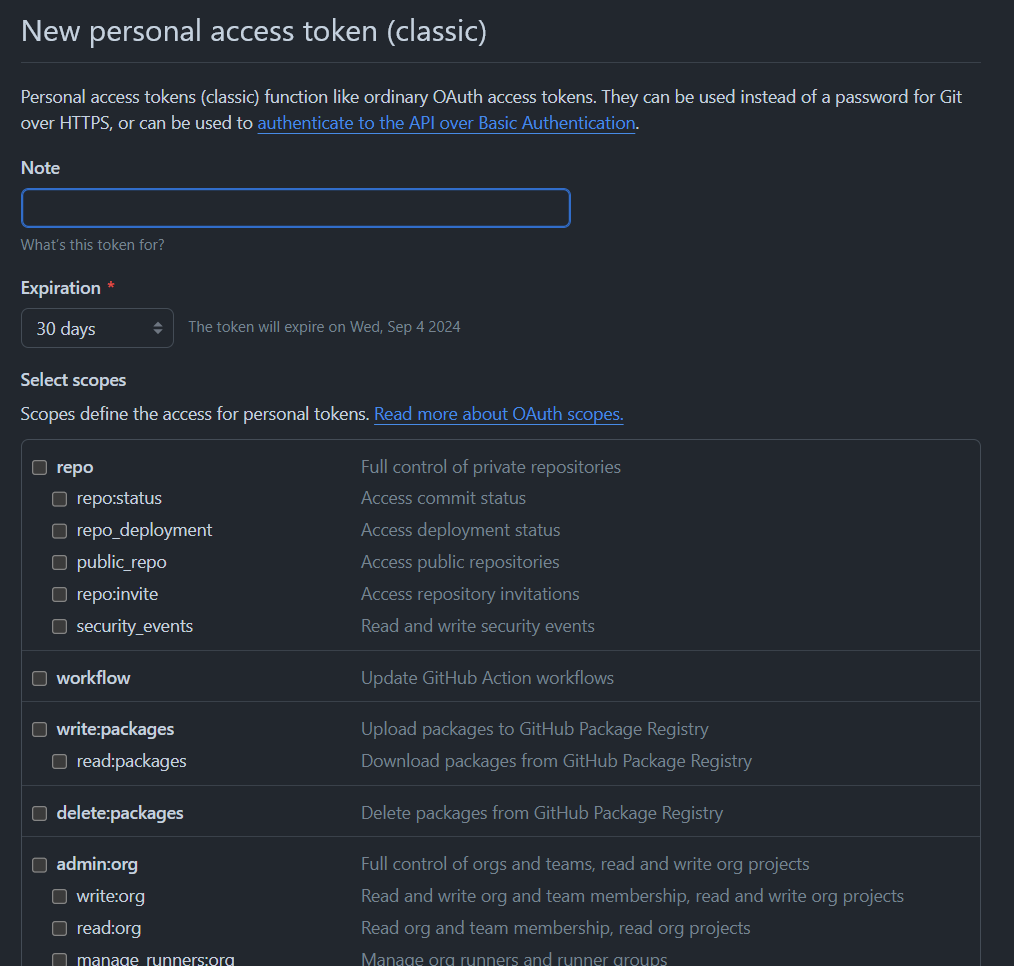 New personal access token (classic)
Personal access tokens (classic) function like ordinary OAuth access tokens. They can be used instead of a password for Git
over HTTPS, or can be used to authenticate to the API over Basic Authentication.
Note
What's this token for?
Expiration *
30 days The token will expire on Wed, Sep 4 2024
Select scopes
Scopes define the access for personal tokens. Read more about OAuth scopes.
repo Full control of private repositories
repo:status Access commit status
repo_deployment Access deployment status
public_repo Access public repositories
repo:invite Access repository invitations
security_events Read and write security events
workflow Update GitHub Action workflows
write:packages Upload packages to GitHub Package Registry
read:packages Download packages from GitHub Package Registry
delete:packages Delete packages from GitHub Package Registry
admin:org Full control of orgs and teams, read and write org projects
write:org Read and write org and team membership, read and write org projects
read:org Read org and team membership, read org projects
manage_runners:org Manage org runners and runner groups